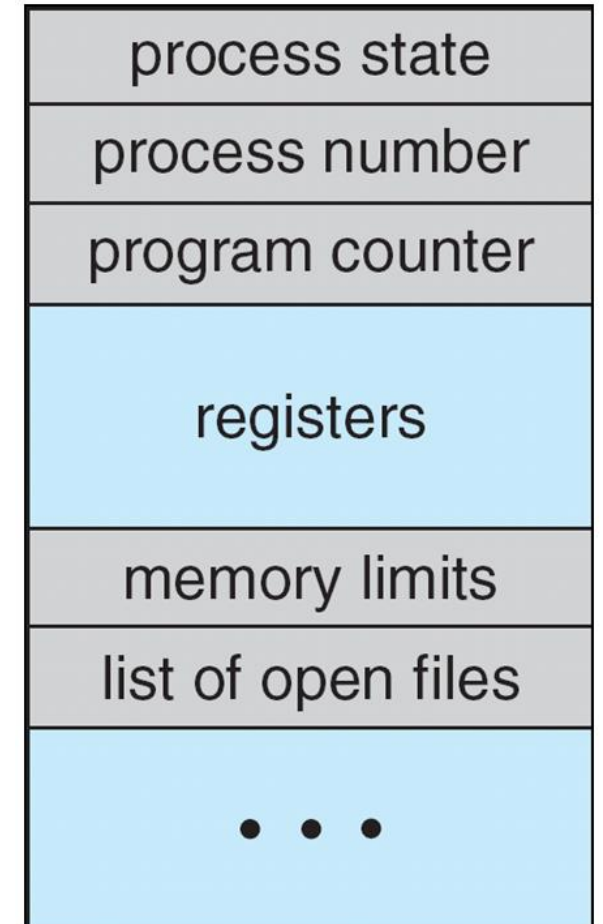 process state
process number
program counter
registers
memory limits
list of open files
• • •